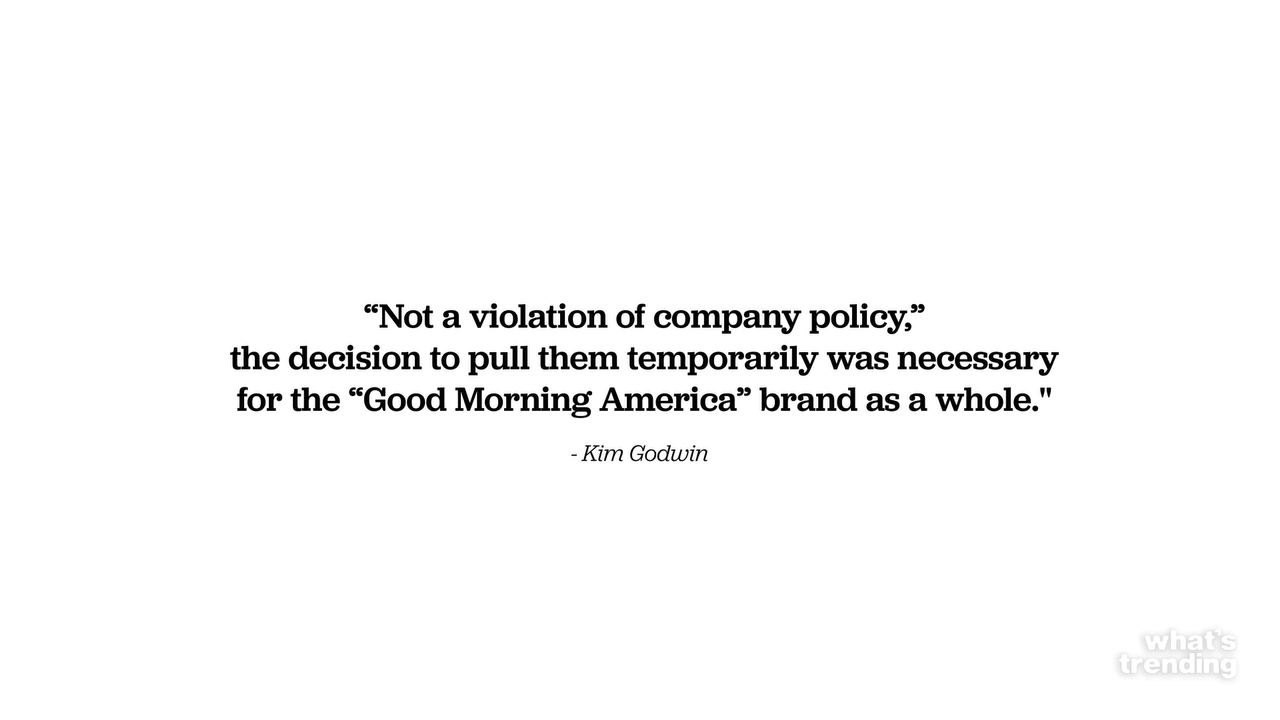 “Not a violation of company policy,”
the decision to pull them temporarily was necessary
for the “Good Morning America” brand as a whole."
- Kim Godwin
what's
trending